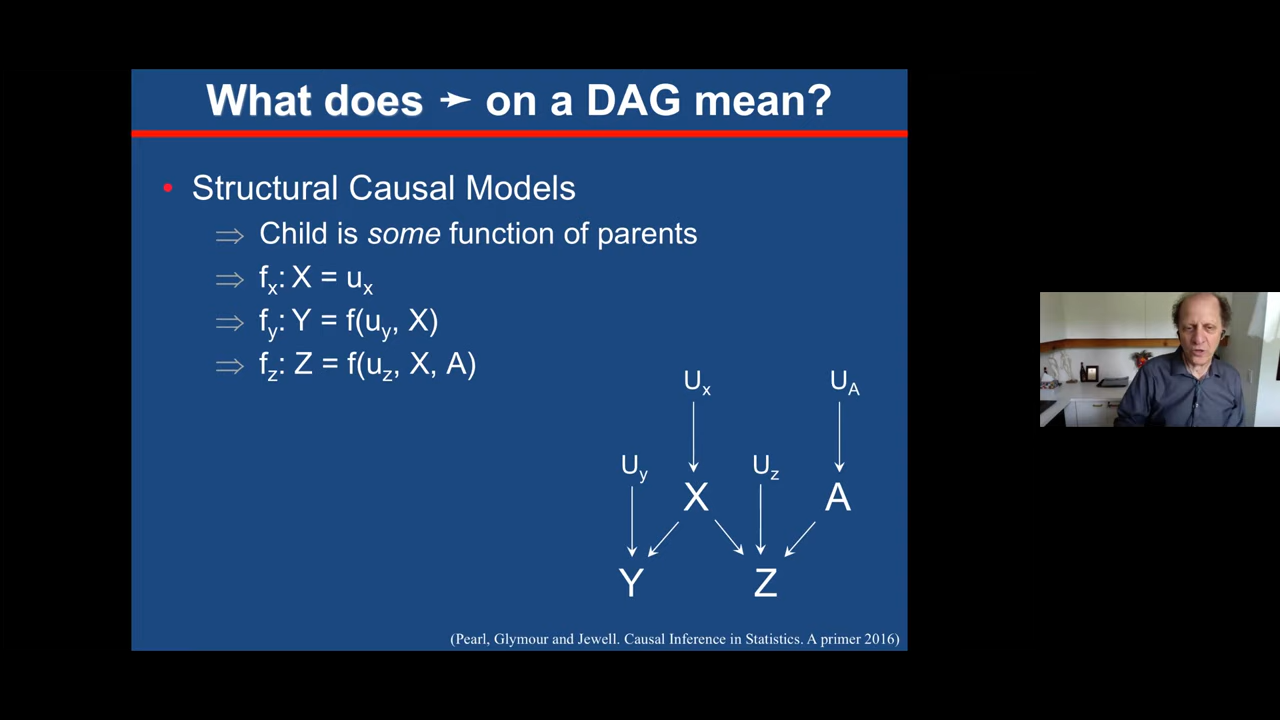 What does → on a DAG mean?
• Structural Causal Models
⇒ Child is some function of parents
⇒ fx: X = ux
⇒ fy: Y = f(uy, X)
⇒ fz: Z = f(uz, X, A)
Ux UA
Uy Uz
X A
Y Z
(Pearl, Glymour and Jewell. Causal Inference in Statistics. A primer 2016)